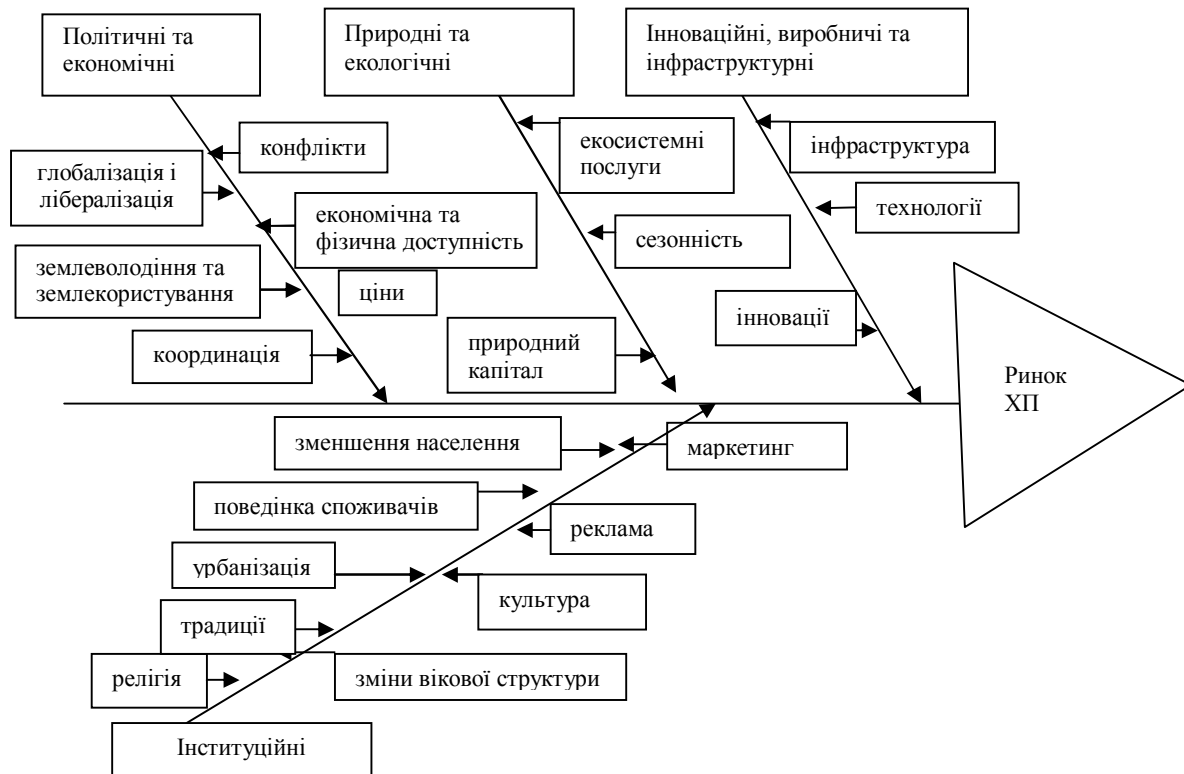 Політичні та
економічні
Природні та
екологічні
Інноваційні, виробничі та
інфраструктурні
конфлікти
глобалізація і
лібералізація
економічна та
фізична доступність
землеволодіння та
землекористування
ціни
координація
екосистемні
послуги
сезонність
природний
капітал
інфраструктура
технології
інновації
Ринок
ХП
зменшення населення
маркетинг
поведінка споживачів
реклама
урбанізація
культура
традиції
релігія
зміни вікової структури
Інституційні